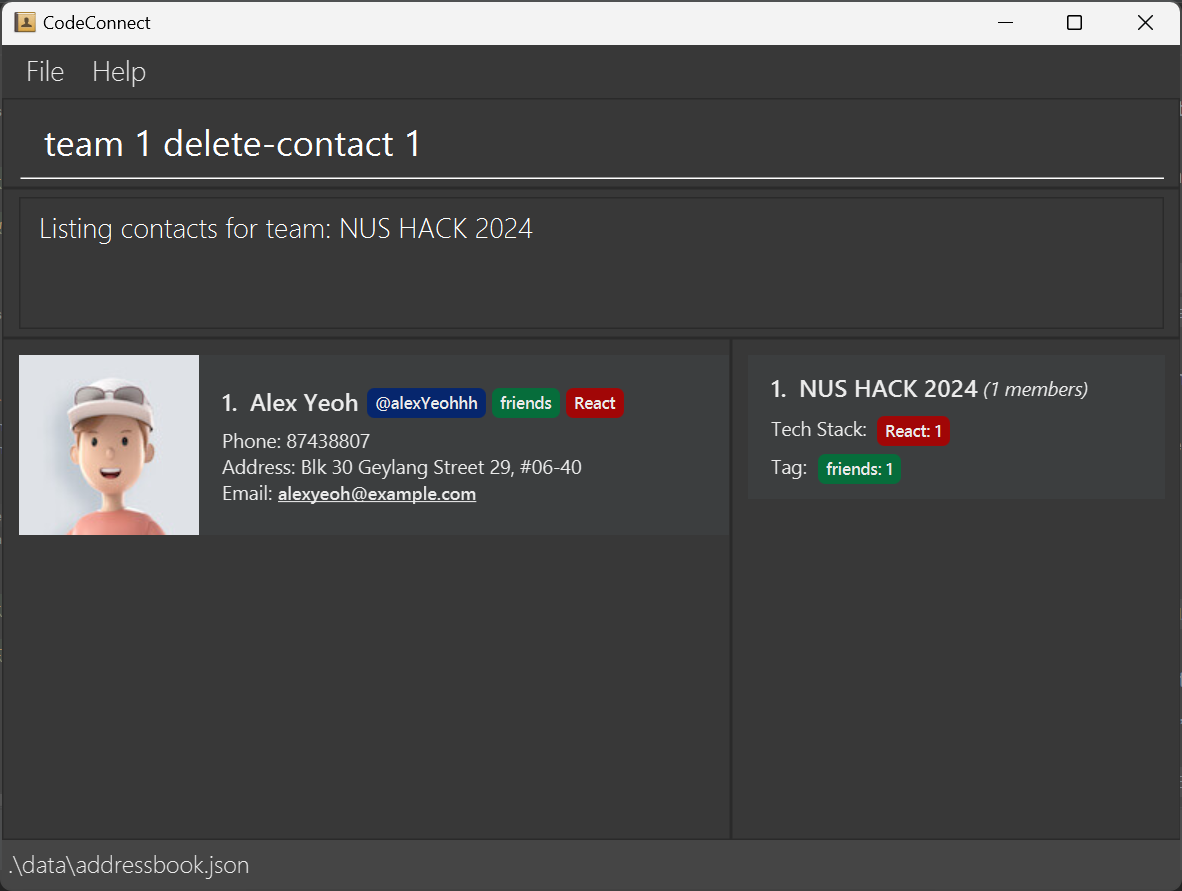 CodeConnect
File Help
team 1 delete-contact 1
Listing contacts for team: NUS HACK 2024
1. Alex Yeoh @alexYeohhh friends React
Phone: 87438807
Address: Blk 30 Geylang Street 29, #06-40
Email: alexyeoh@example.com
1. NUS HACK 2024 (1 members)
Tech Stack: React: 1
Tag: friends: 1
.\data\addressbook.json